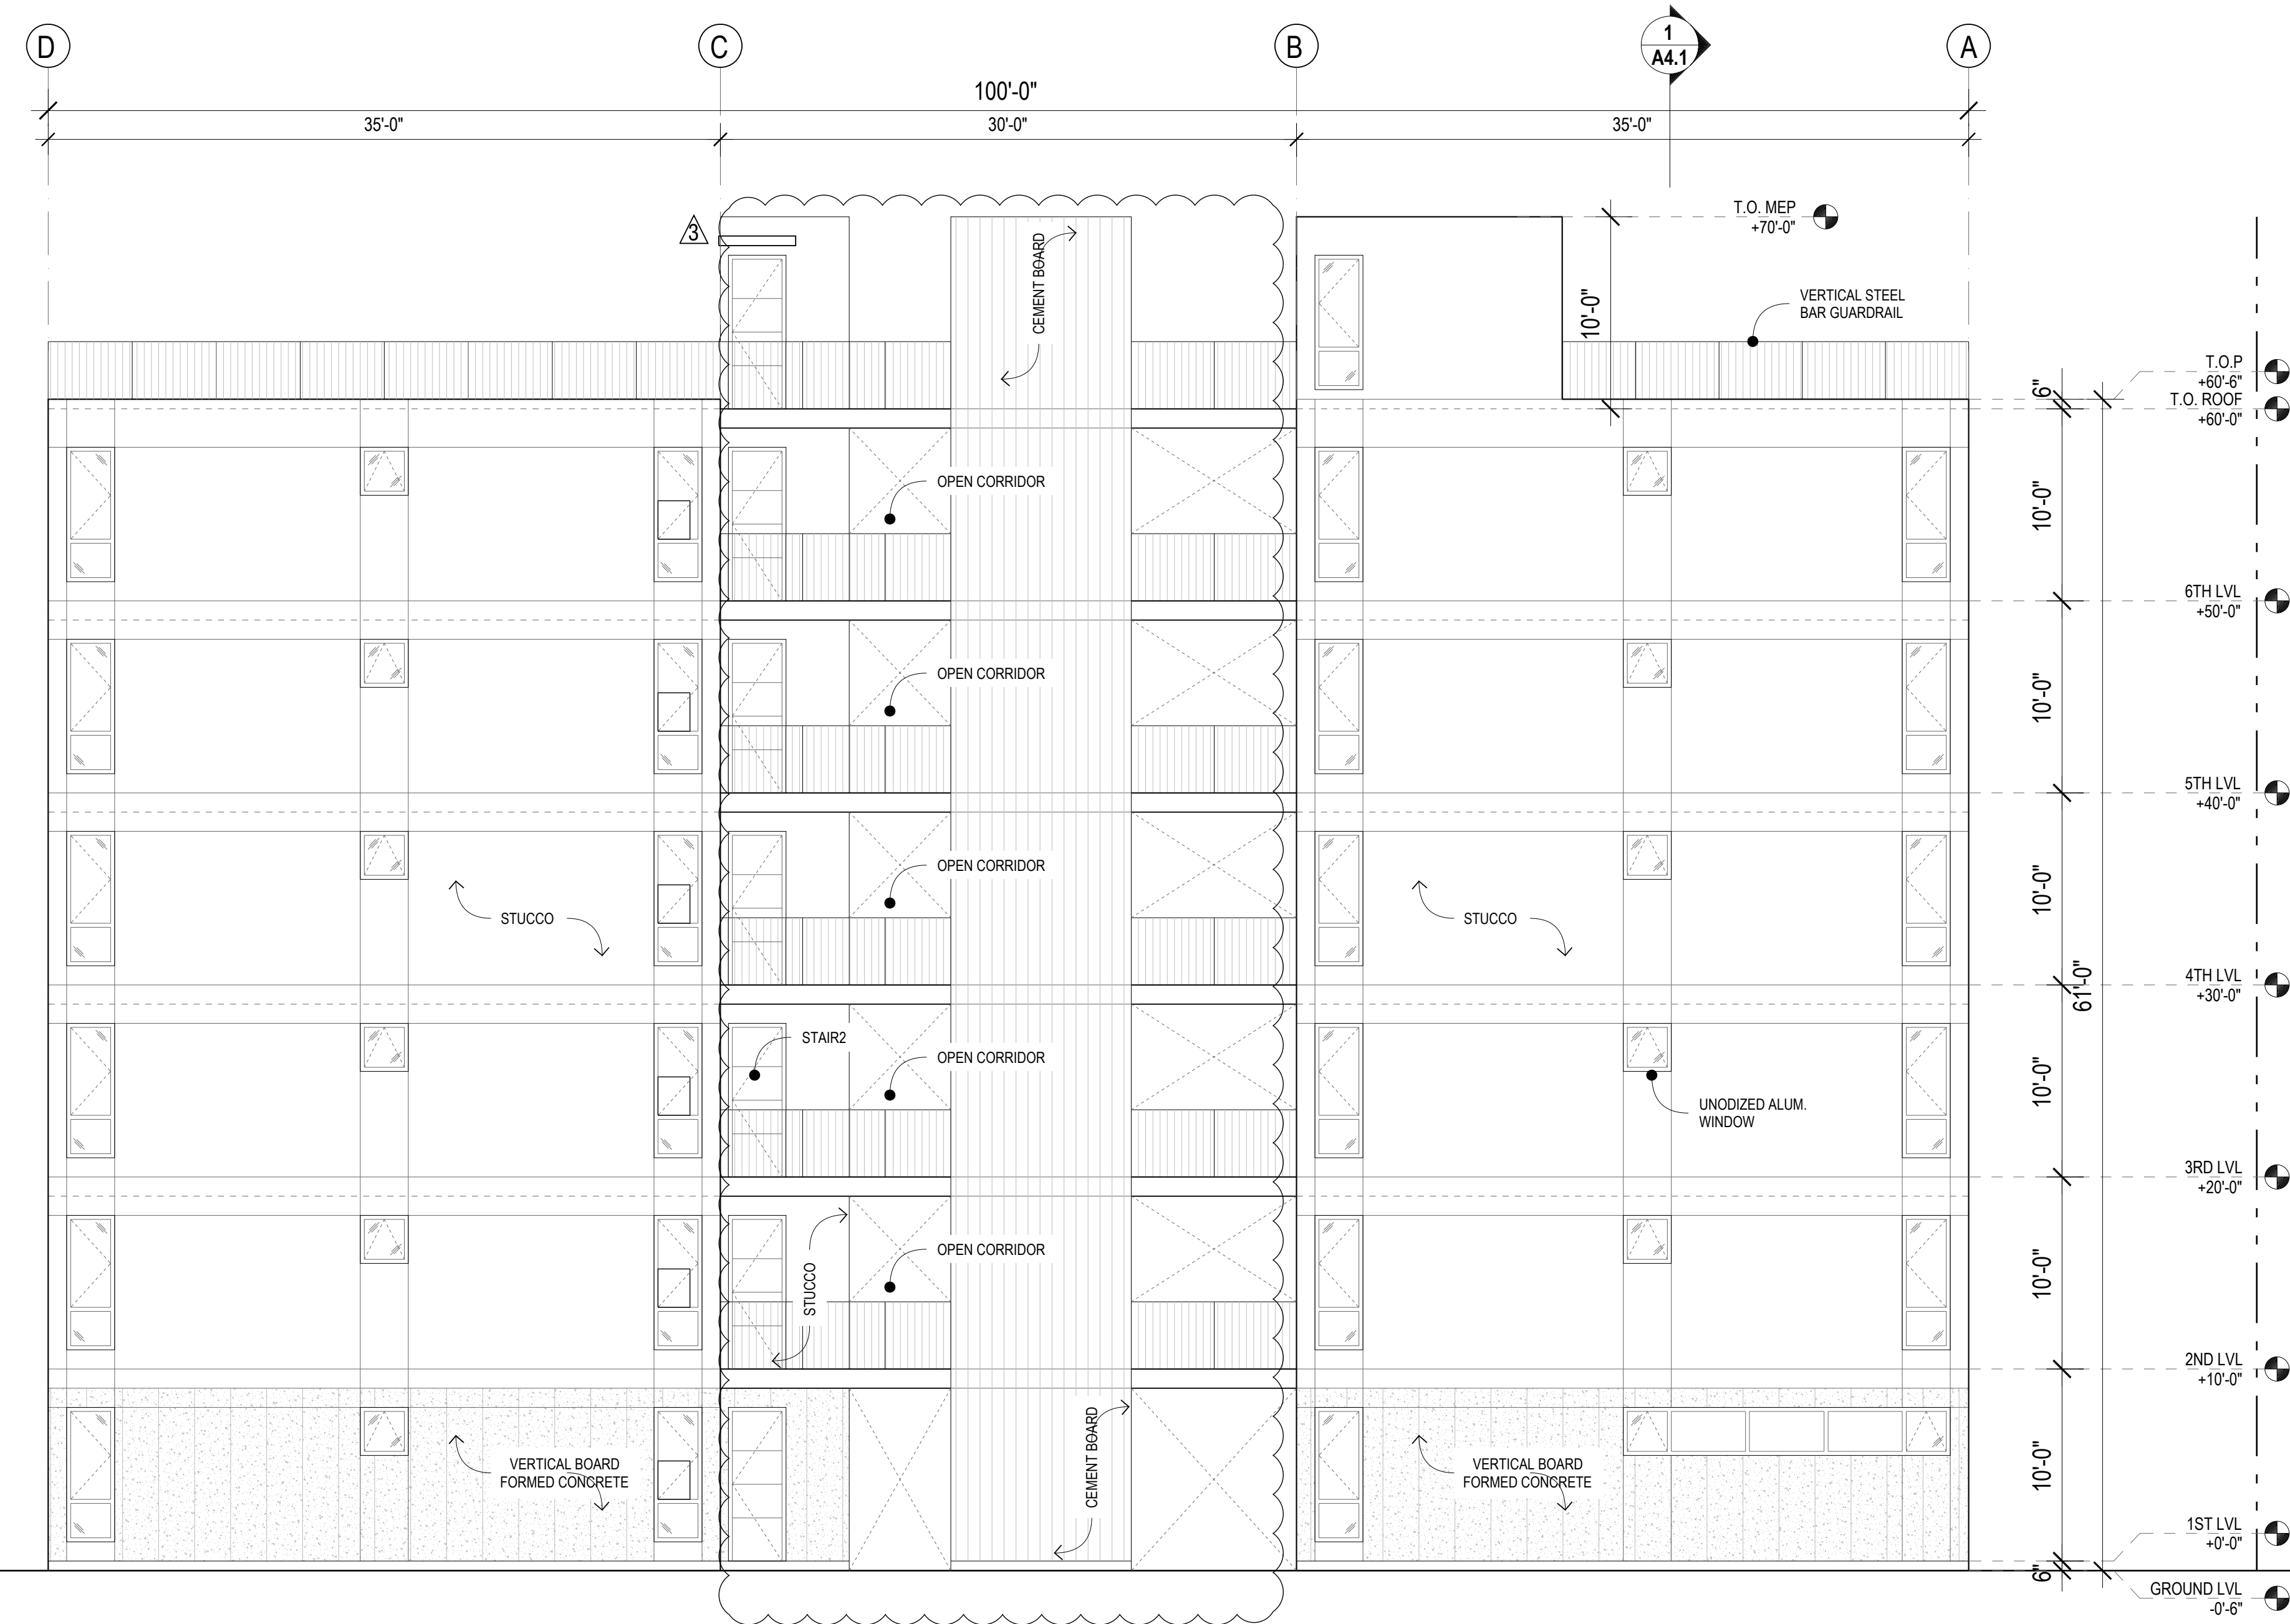 D
C
B
1
A4.1
A
100'-0"
35'-0"
30'-0"
35'-0"
3
CEMENT BOARD
T.O. MEP
+70'-0"
10'-0"
VERTICAL STEEL
BAR GUARDRAIL
T.O.P
+60'-6"
6"
T.O. ROOF
+60'-0"
OPEN CORRIDOR
10'-0"
6TH LVL
+50'-0"
OPEN CORRIDOR
10'-0"
5TH LVL
+40'-0"
OPEN CORRIDOR
STUCCO
STUCCO
10'-0"
61'-0"
4TH LVL
+30'-0"
STAIR2
OPEN CORRIDOR
10'-0"
UNODIZED ALUM.
WINDOW
3RD LVL
+20'-0"
OPEN CORRIDOR
STUCCO
10'-0"
2ND LVL
+10'-0"
VERTICAL BOARD
FORMED CONCRETE
CEMENT BOARD
VERTICAL BOARD
FORMED CONCRETE
10'-0"
1ST LVL
+0'-0"
6"
GROUND LVL
-0'-6"